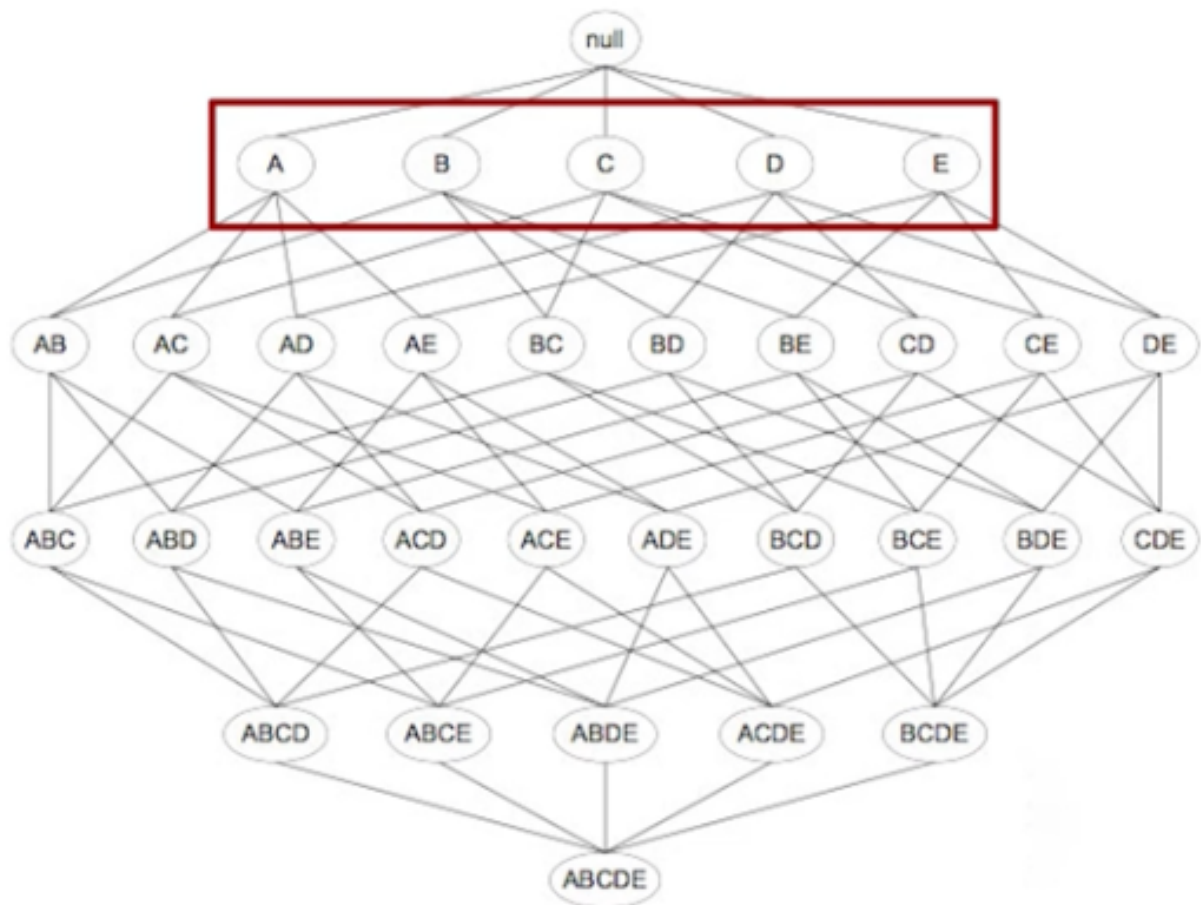 null
A B C D E
AB AC AD AE BC BD BE CD CE DE
ABC ABD ABE ACD ACE ADE BCD BCE BDE CDE
ABCD ABCE ABDE ACDE BCDE
ABCDE